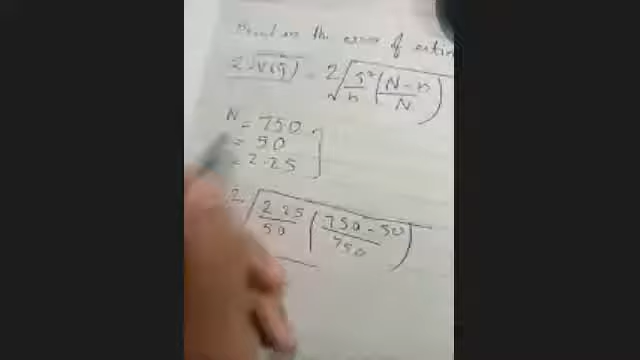 Bound on the error of estim
2√V(ȳ) = 2√(s²/n ((N-n)/N))
N = 750
= 50
= 2.25
2√(2.25/50 ((750-50)/750))